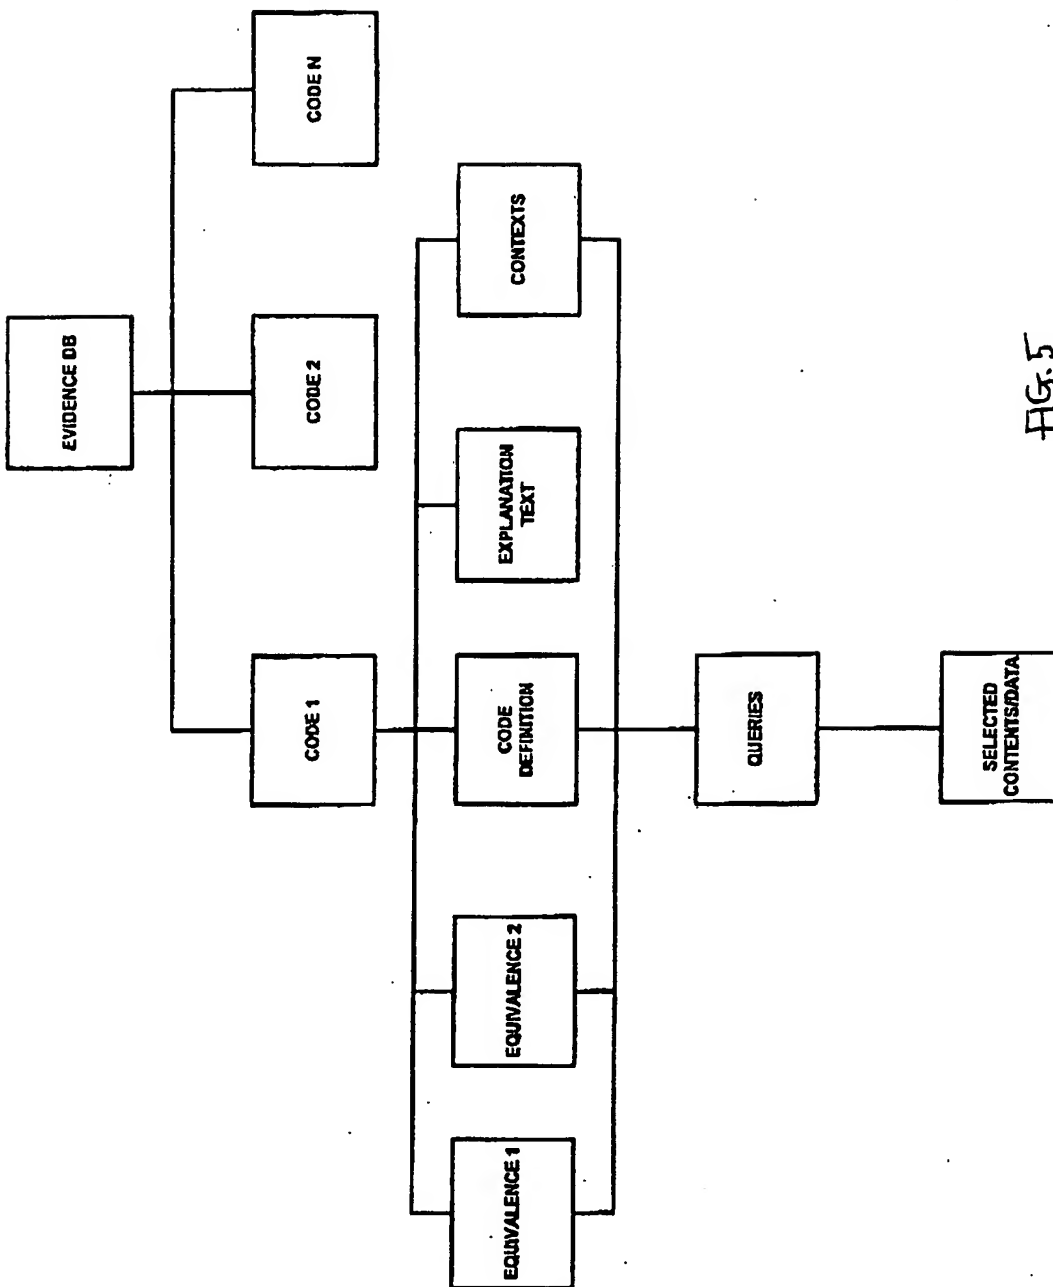 EVIDENCE DB
CODE 1
CODE 2
CODE N
EQUIVALENCE 1
EQUIVALENCE 2
CODE
DEFINITION
EXPLANATION
TEXT
CONTEXTS
QUERIES
SELECTED
CONTENTS/DATA
FIG. 5